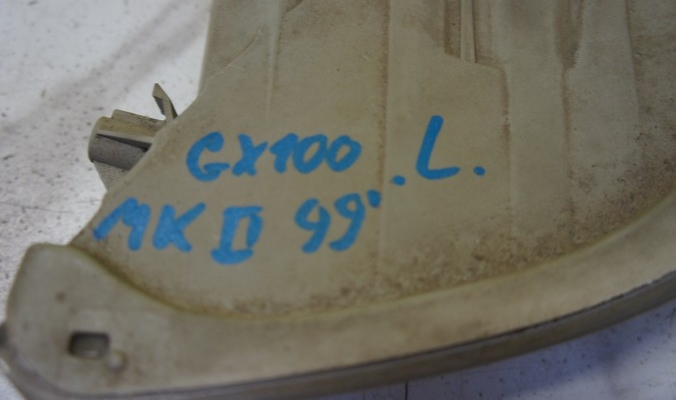 GX100 .L.
MK II 99'